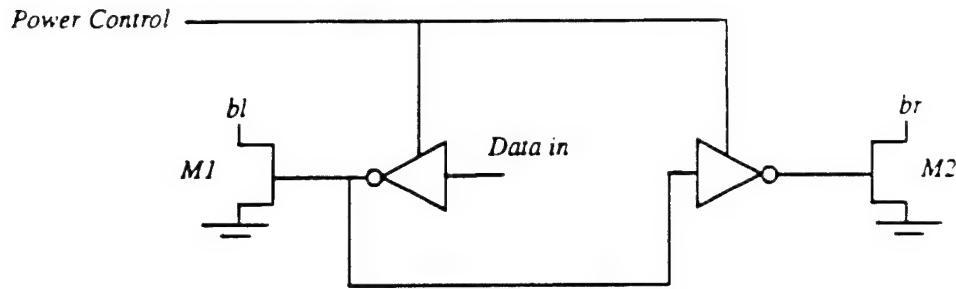 Power Control
bl
br
Data in
M1
M2